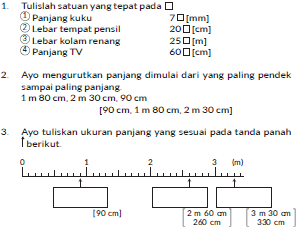 1. Tulislah satuan yang tepat pada □
① Panjang kuku 7 □ [mm]
② Lebar tempat pensil 20 □ [cm]
③ Lebar kolam renang 25 □ [m]
④ Panjang TV 60 □ [cm]
2. Ayo mengurutkan panjang dimulai dari yang paling pendek
sampai paling panjang.
1 m 80 cm, 2 m 30 cm, 90 cm
[90 cm, 1 m 80 cm, 2 m 30 cm]
3. Ayo tuliskan ukuran panjang yang sesuai pada tanda panah
↑ berikut.
0 1 2 3 (m)
[90 cm] [2 m 60 cm [3 m 30 cm
260 cm] 330 cm]